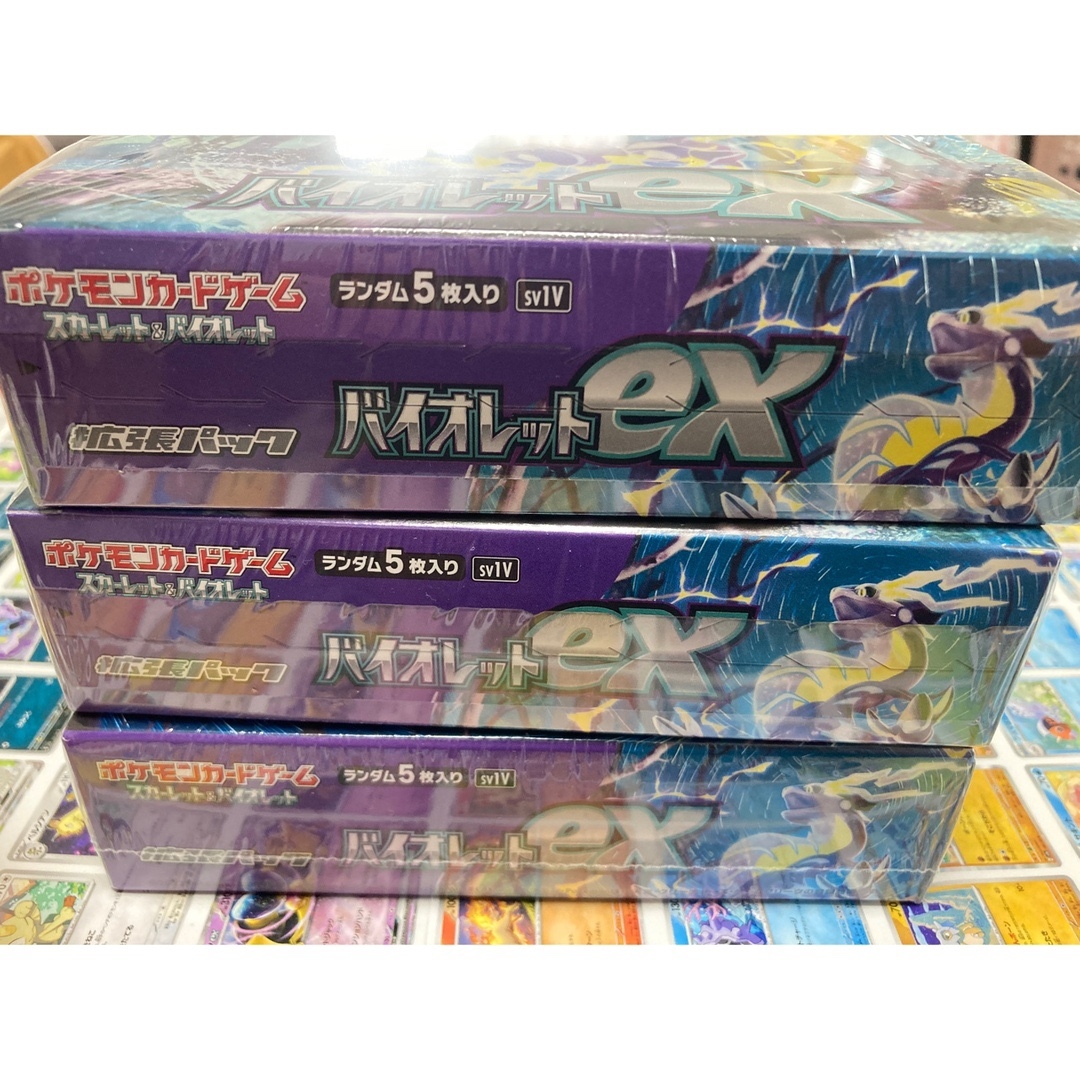 バイオレットex
ポケモンカードゲーム
ランダム5枚入り SV1V
スカーレット&バイオレット
拡張パック バイオレットex
ポケモンカードゲーム
ランダム5枚入り SV1V
スカーレット&バイオレット
拡張パック バイオレットex
ポケモンカードゲーム
ランダム5枚入り SV1V
スカーレット&バイオレット
拡張パック バイオレットex